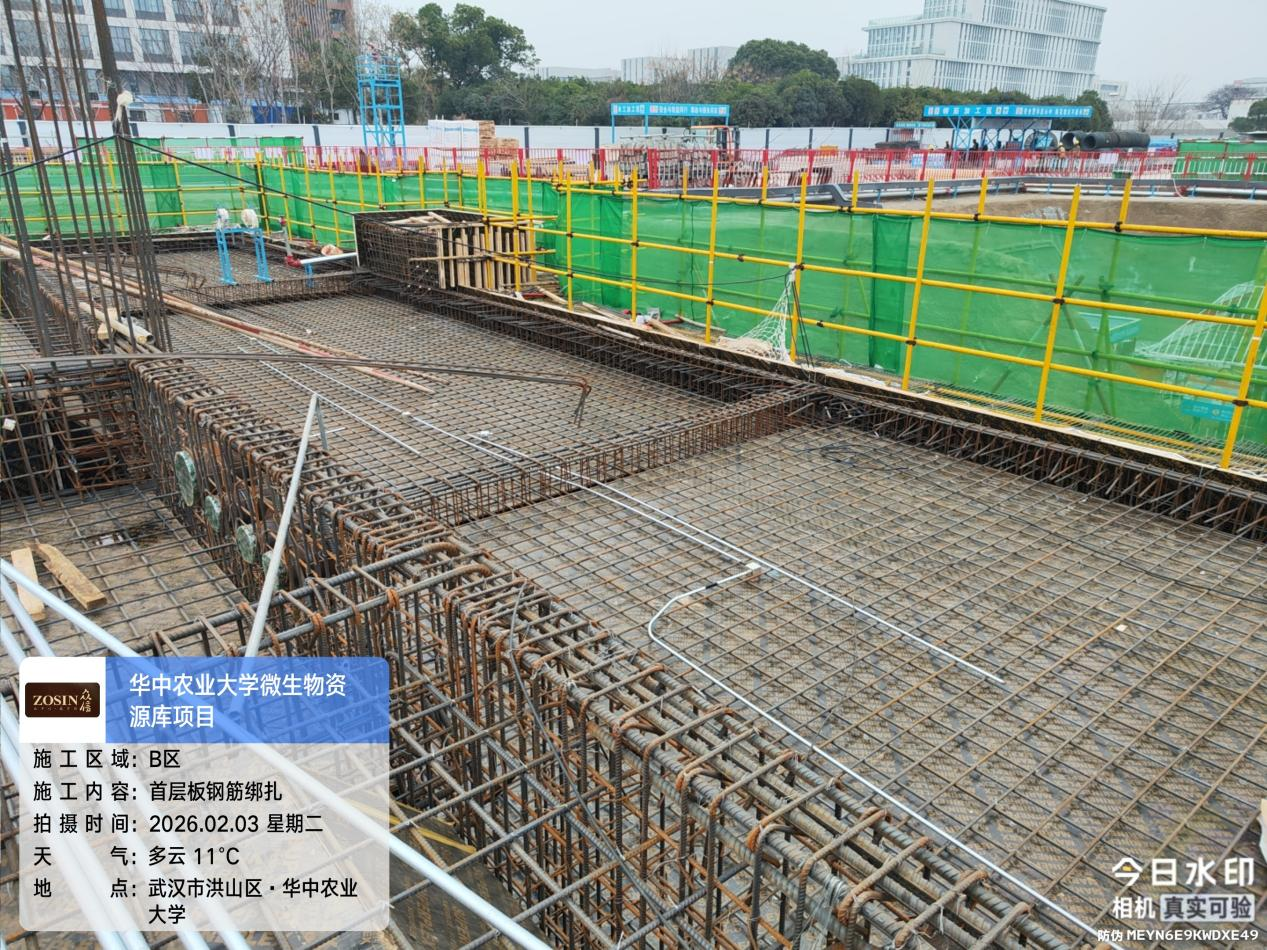 ZOSIN 众信
华中农业大学微生物资
源库项目
施工区域：B区
施工内容：首层板钢筋绑扎
拍摄时间：2026.02.03 星期二
天气：多云 11°C
地点：武汉市洪山区·华中农业
大学
今日水印
相机 真实可验
防伪 MEYN6E9KWDXE49